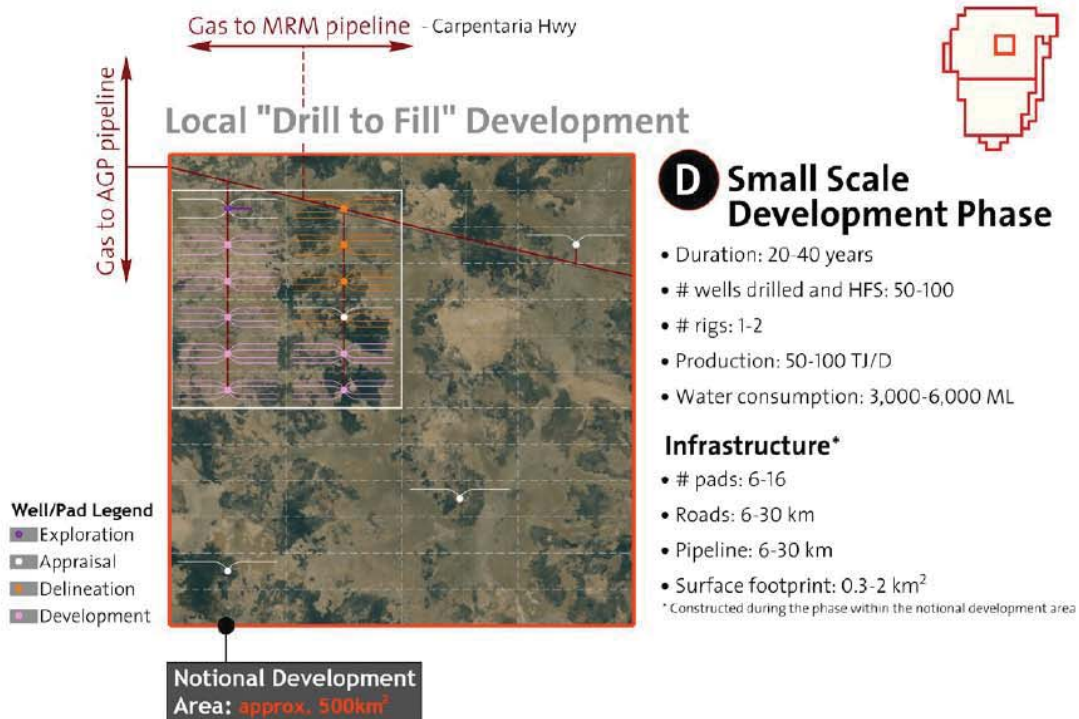 Gas to MRM pipeline - Carpentaria Hwy
Gas to AGP pipeline
Local "Drill to Fill" Development
D Small Scale
Development Phase
• Duration: 20-40 years
• # wells drilled and HFS: 50-100
• # rigs: 1-2
• Production: 50-100 TJ/D
• Water consumption: 3,000-6,000 ML
Infrastructure*
• # pads: 6-16
• Roads: 6-30 km
• Pipeline: 6-30 km
• Surface footprint: 0.3-2 km²
* Constructed during the phase within the notional development area
Well/Pad Legend
Exploration
Appraisal
Delineation
Development
Notional Development
Area: approx. 500km²